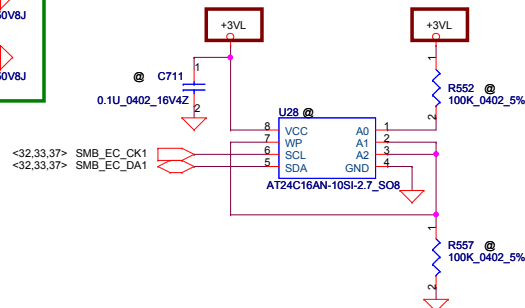 50V8J
50V8J
+3VL
+3VL
1
@ C711
0.1U_0402_16V4Z
2
1
R552 @
100K_0402_5%
2
U28 @
8 VCC A0 1
7 WP A1 2
6 SCL A2 3
5 SDA GND 4
AT24C16AN-10SI-2.7_SO8
<32,33,37> SMB_EC_CK1
<32,33,37> SMB_EC_DA1
1
R557 @
100K_0402_5%
2